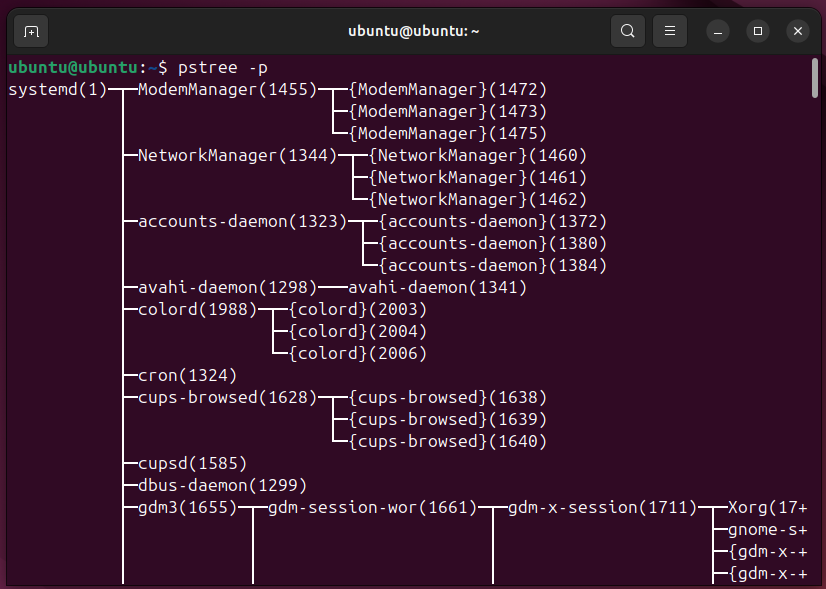 ubuntu@ubuntu: ~
ubuntu@ubuntu:~$ pstree -p
systemd(1)─┬─ModemManager(1455)─┬─{ModemManager}(1472)
           │                    ├─{ModemManager}(1473)
           │                    └─{ModemManager}(1475)
           ├─NetworkManager(1344)─┬─{NetworkManager}(1460)
           │                      ├─{NetworkManager}(1461)
           │                      └─{NetworkManager}(1462)
           ├─accounts-daemon(1323)─┬─{accounts-daemon}(1372)
           │                       ├─{accounts-daemon}(1380)
           │                       └─{accounts-daemon}(1384)
           ├─avahi-daemon(1298)───avahi-daemon(1341)
           ├─colord(1988)─┬─{colord}(2003)
           │              ├─{colord}(2004)
           │              └─{colord}(2006)
           ├─cron(1324)
           ├─cups-browsed(1628)─┬─{cups-browsed}(1638)
           │                    ├─{cups-browsed}(1639)
           │                    └─{cups-browsed}(1640)
           ├─cupsd(1585)
           ├─dbus-daemon(1299)
           ├─gdm3(1655)─┬─gdm-session-wor(1661)─┬─gdm-x-session(1711)─┬─Xorg(17+
           │            │                       │                     ├─gnome-s+
           │            │                       │                     ├─{gdm-x-+
           │            │                       │                     ├─{gdm-x-+